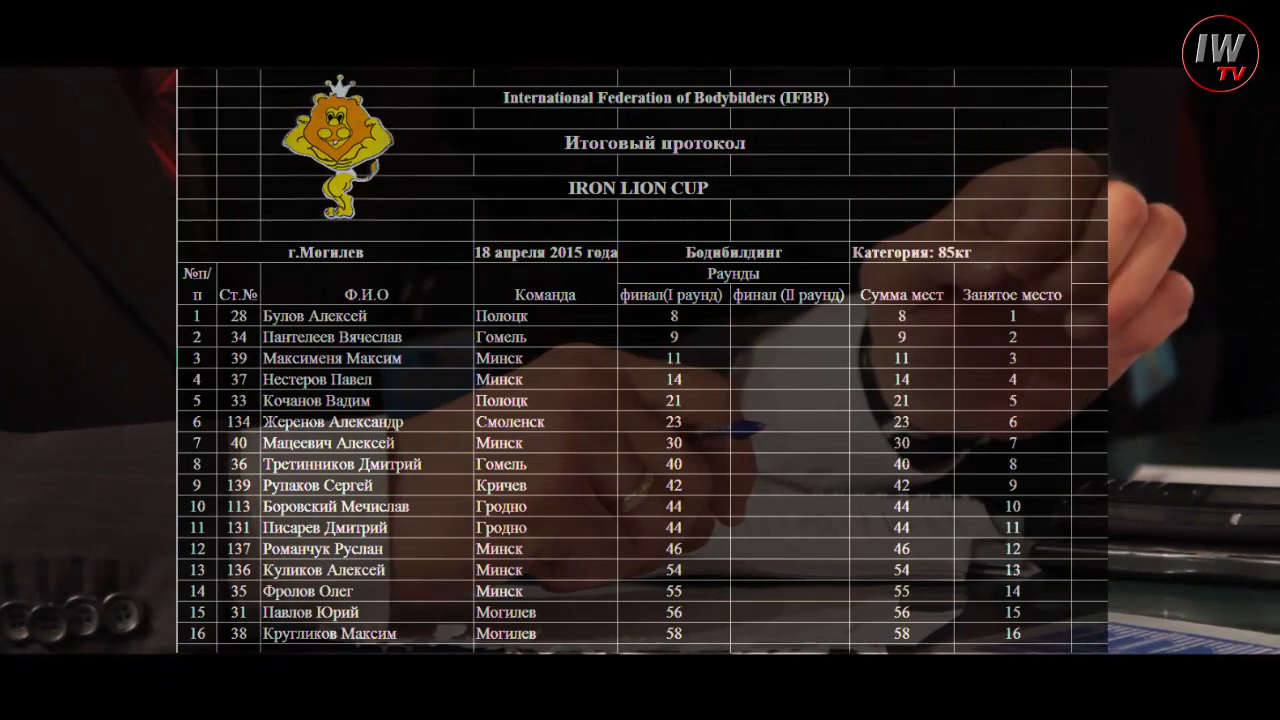 IW
TV
International Federation of Bodybilders (IFBB)
Итоговый протокол
IRON LION CUP
г.Могилев 18 апреля 2015 года Бодибилдинг Категория: 85кг
№п/п Ст.№ Ф.И.О Команда Раунды финал(I раунд) финал (II раунд) Сумма мест Занятое место
1 28 Булов Алексей Полоцк 8 8 1
2 34 Пантелеев Вячеслав Гомель 9 9 2
3 39 Максименя Максим Минск 11 11 3
4 37 Нестеров Павел Минск 14 14 4
5 33 Кочанов Вадим Полоцк 21 21 5
6 134 Жеренов Александр Смоленск 23 23 6
7 40 Мацеевич Алексей Минск 30 30 7
8 36 Третинников Дмитрий Гомель 40 40 8
9 139 Рупаков Сергей Кричев 42 42 9
10 113 Боровский Мечислав Гродно 44 44 10
11 131 Писарев Дмитрий Гродно 44 44 11
12 137 Романчук Руслан Минск 46 46 12
13 136 Куликов Алексей Минск 54 54 13
14 35 Фролов Олег Минск 55 55 14
15 31 Павлов Юрий Могилев 56 56 15
16 38 Кругликов Максим Могилев 58 58 16